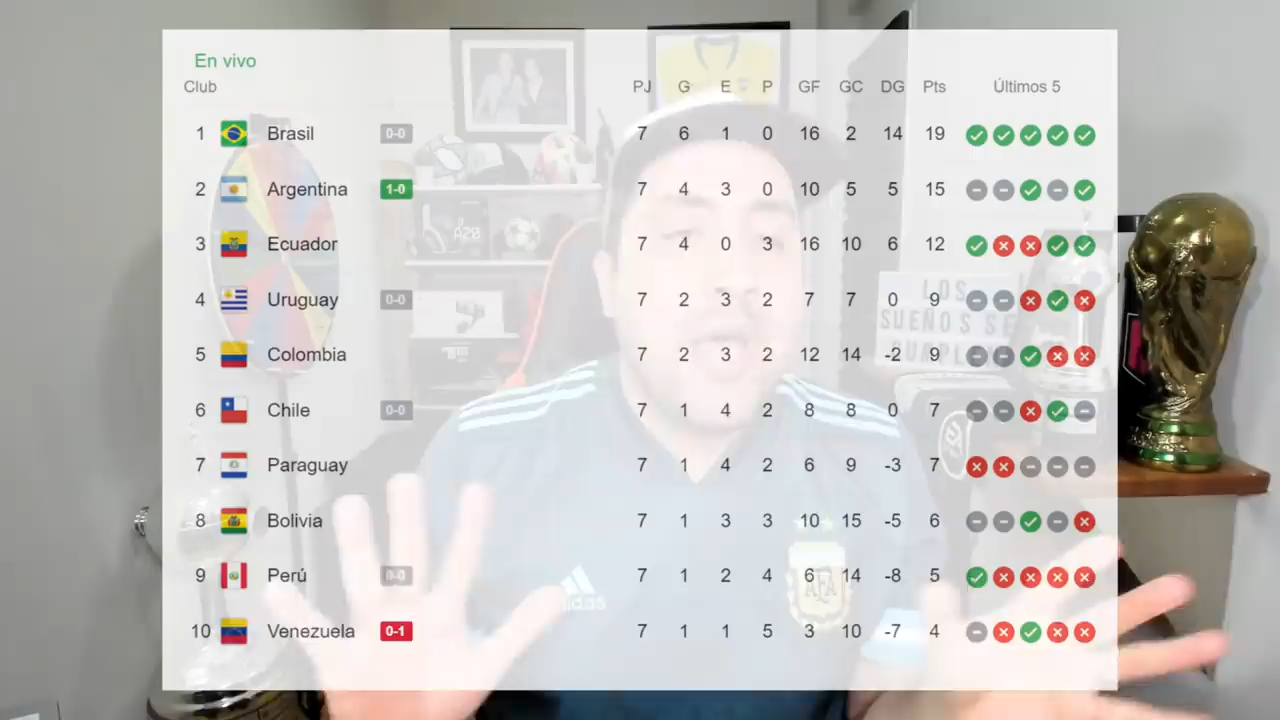 En vivo
Club PJ G E P GF GC DG Pts Últimos 5
1 Brasil 0-0 7 6 1 0 16 2 14 19
2 Argentina 1-0 7 4 3 0 10 5 5 15
3 Ecuador 7 4 0 3 16 10 6 12
4 Uruguay 0-0 7 2 3 2 7 7 0 9
5 Colombia 7 2 3 2 12 14 -2 9
6 Chile 0-0 7 1 4 2 8 8 0 7
7 Paraguay 7 1 4 2 6 9 -3 7
8 Bolivia 7 1 3 3 10 15 -5 6
9 Perú 0-0 7 1 2 4 6 14 -8 5
10 Venezuela 0-1 7 1 1 5 3 10 -7 4
A20
LOS
SUEÑOS SE
adidas
AFA